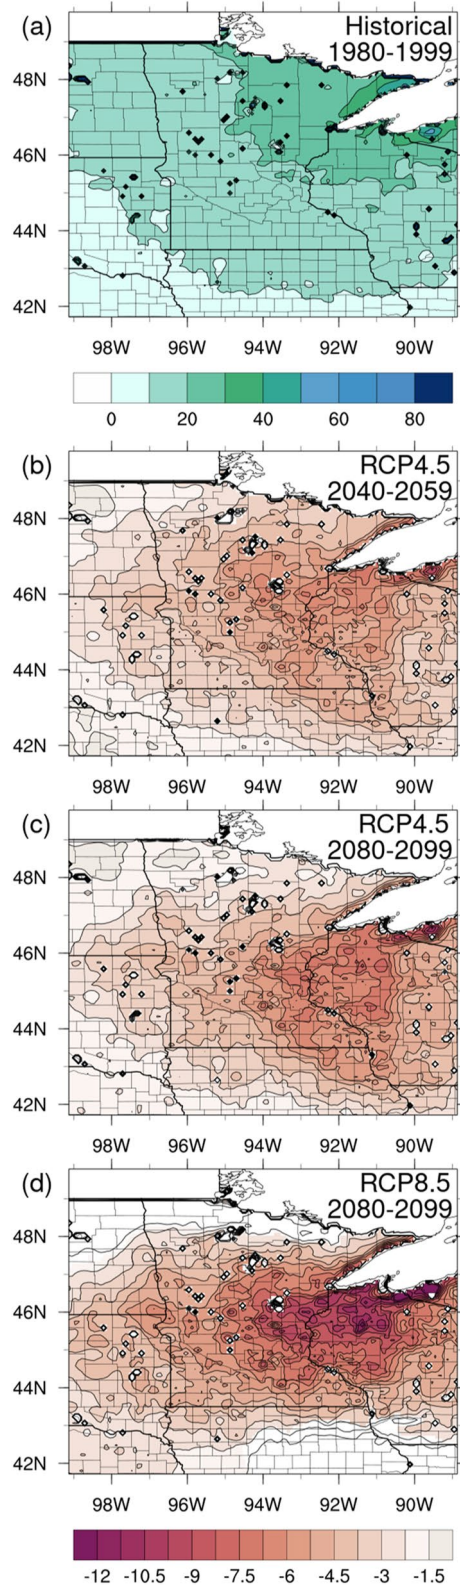 (a) Historical
1980-1999
48N
46N
44N
42N
98W 96W 94W 92W 90W
0 20 40 60 80
(b) RCP4.5
2040-2059
48N
46N
44N
42N
98W 96W 94W 92W 90W
(c) RCP4.5
2080-2099
48N
46N
44N
42N
98W 96W 94W 92W 90W
(d) RCP8.5
2080-2099
48N
46N
44N
42N
98W 96W 94W 92W 90W
-12 -10.5 -9 -7.5 -6 -4.5 -3 -1.5